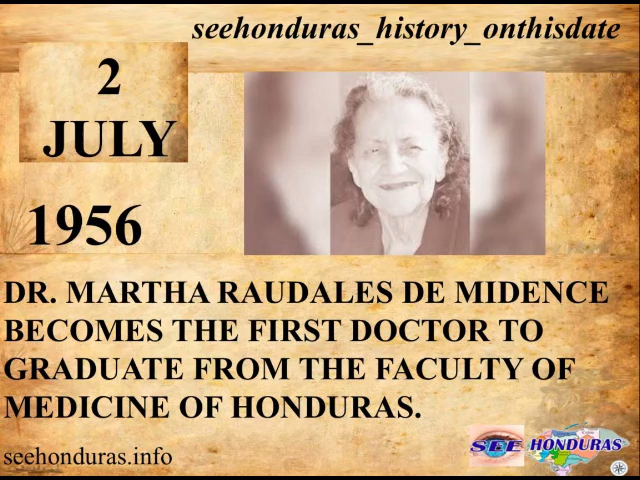 seehonduras_history_onthisdate
2
JULY
1956
DR. MARTHA RAUDALES DE MIDENCE
BECOMES THE FIRST DOCTOR TO
GRADUATE FROM THE FACULTY OF
MEDICINE OF HONDURAS.
seehonduras.info
SEE HONDURAS